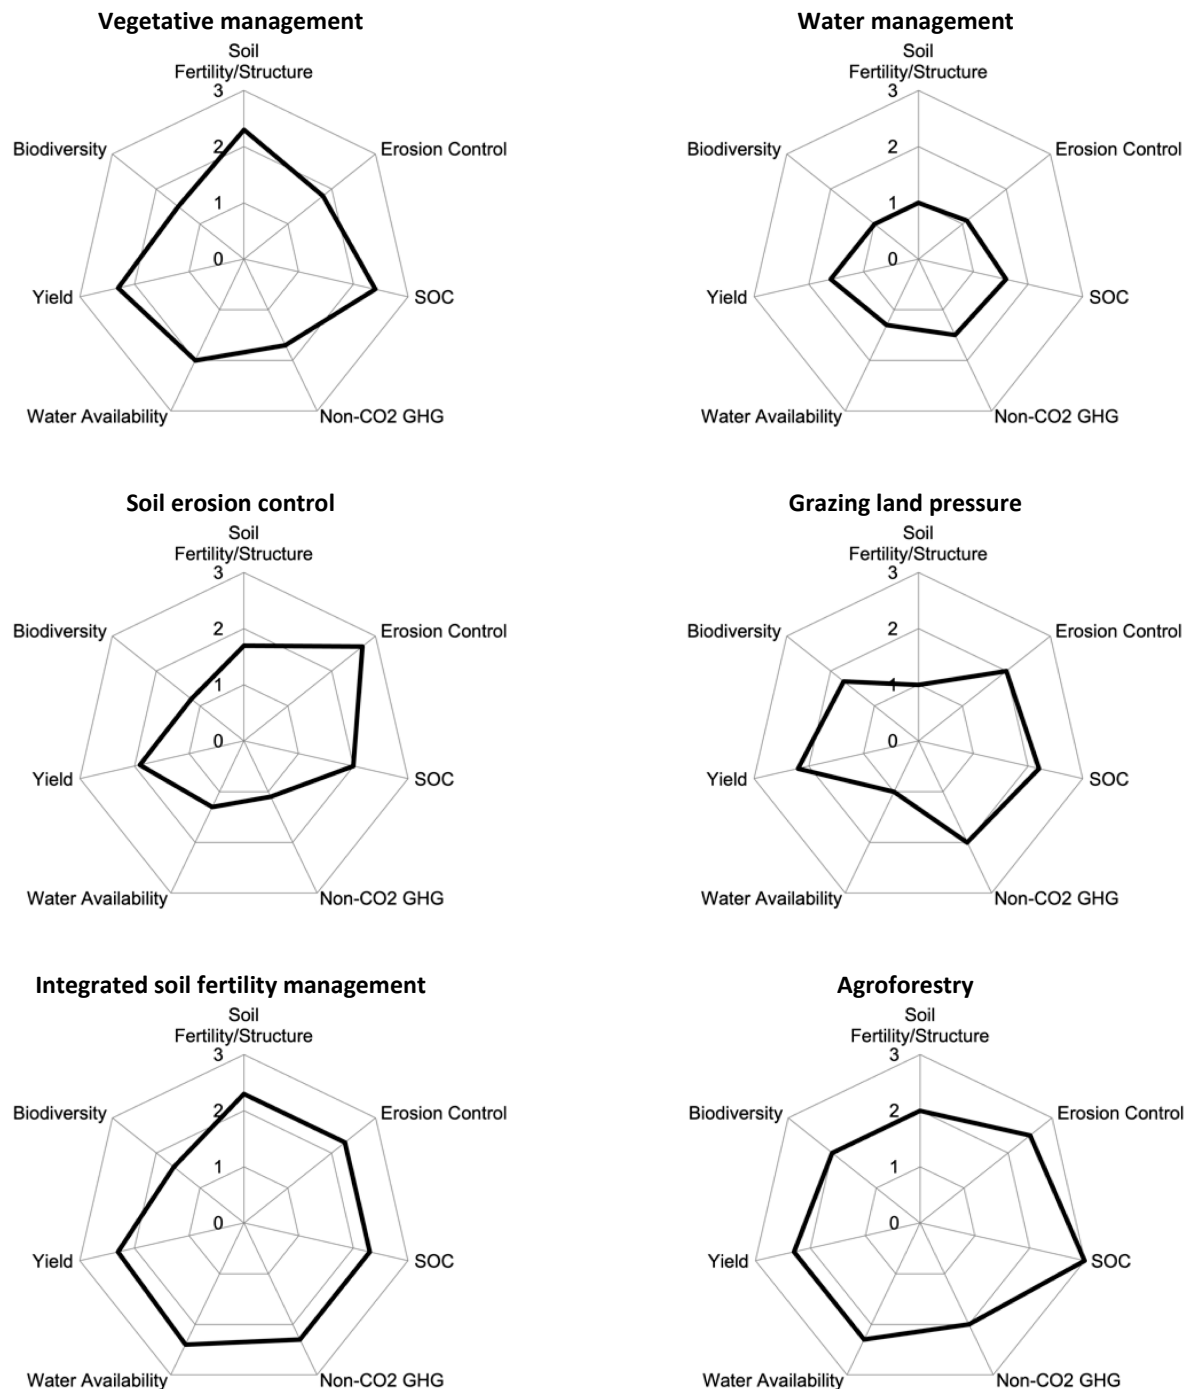 Vegetative management
Soil
Fertility/Structure
3
Biodiversity
Erosion Control
2
1
0
Yield
SOC
Water Availability
Non-CO2 GHG
Water management
Soil
Fertility/Structure
3
Biodiversity
Erosion Control
2
1
0
Yield
SOC
Water Availability
Non-CO2 GHG
Soil erosion control
Soil
Fertility/Structure
3
Biodiversity
Erosion Control
2
1
0
Yield
SOC
Water Availability
Non-CO2 GHG
Grazing land pressure
Soil
Fertility/Structure
3
Biodiversity
Erosion Control
2
1
0
Yield
SOC
Water Availability
Non-CO2 GHG
Integrated soil fertility management
Soil
Fertility/Structure
3
Biodiversity
Erosion Control
2
1
0
Yield
SOC
Water Availability
Non-CO2 GHG
Agroforestry
Soil
Fertility/Structure
3
Biodiversity
Erosion Control
2
1
0
Yield
SOC
Water Availability
Non-CO2 GHG